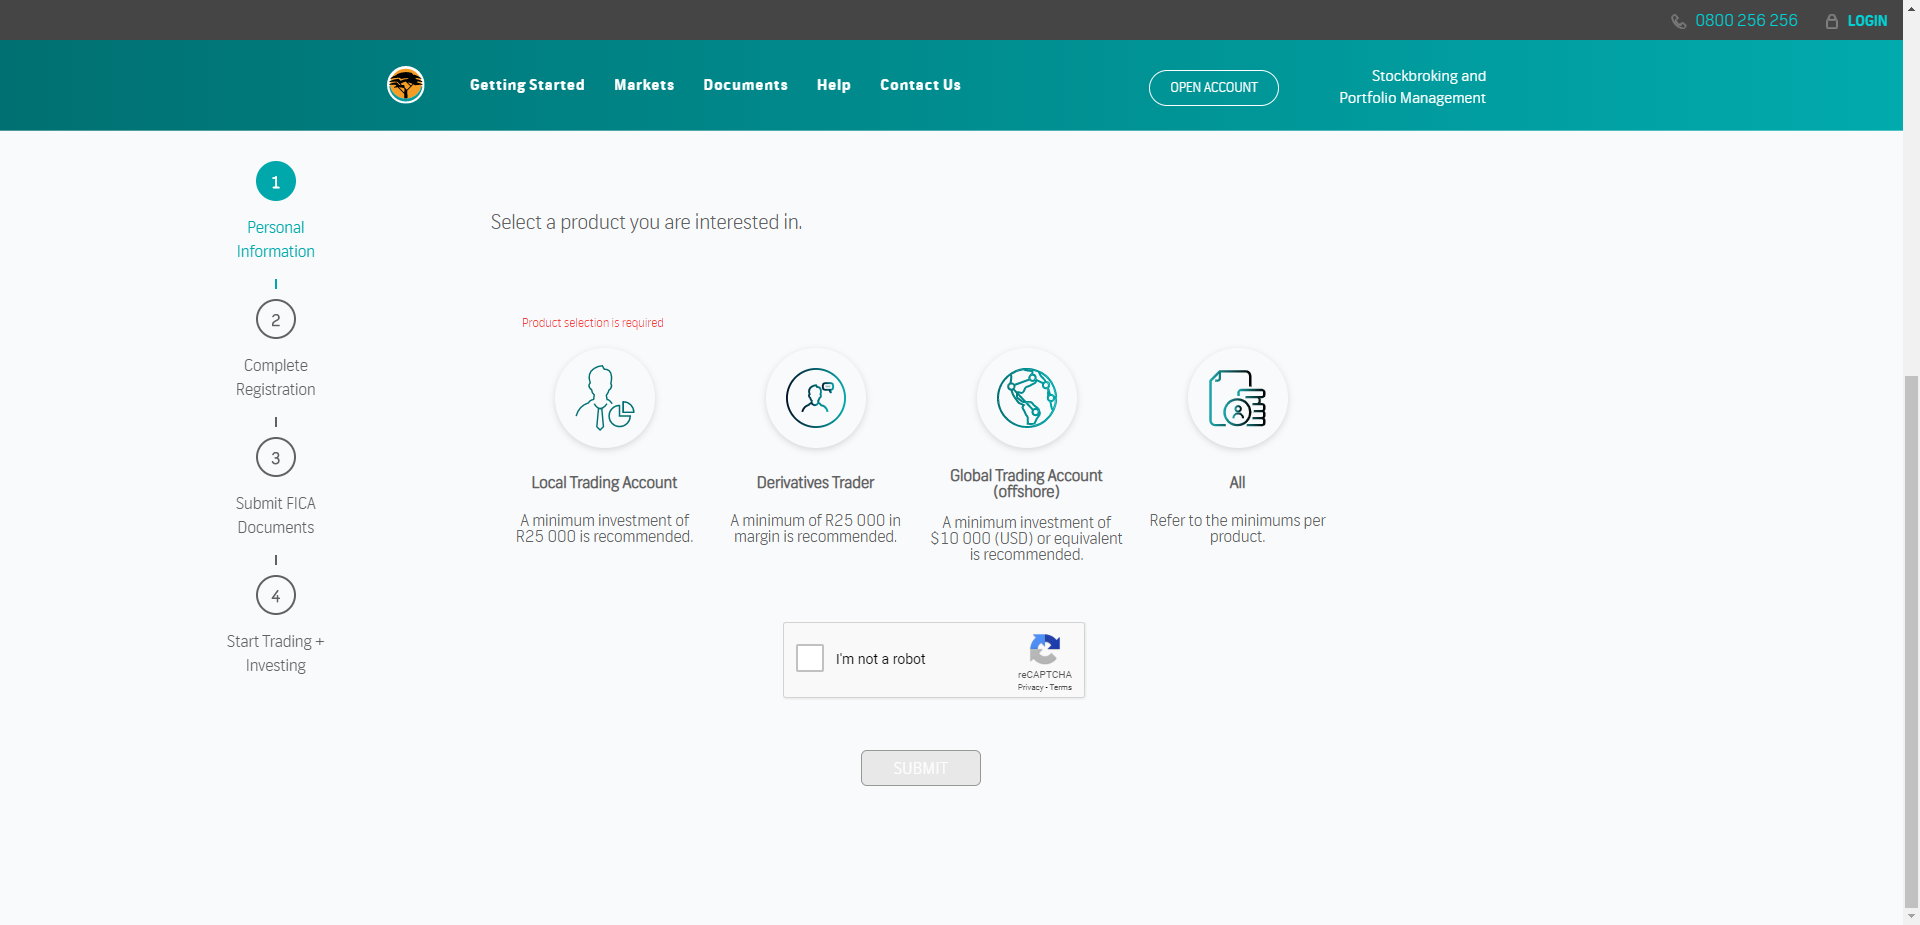 0800 256 256
LOGIN
Getting Started
Markets
Documents
Help
Contact Us
OPEN ACCOUNT
Stockbroking and
Portfolio Management
1
Personal
Information
2
Complete
Registration
3
Submit FICA
Documents
4
Start Trading +
Investing
Select a product you are interested in.
Product selection is required
Local Trading Account
A minimum investment of
R25 000 is recommended.
Derivatives Trader
A minimum of R25 000 in
margin is recommended.
Global Trading Account
(offshore)
A minimum investment of
$10 000 (USD) or equivalent
is recommended.
All
Refer to the minimums per
product.
I'm not a robot
reCAPTCHA
Privacy - Terms
SUBMIT